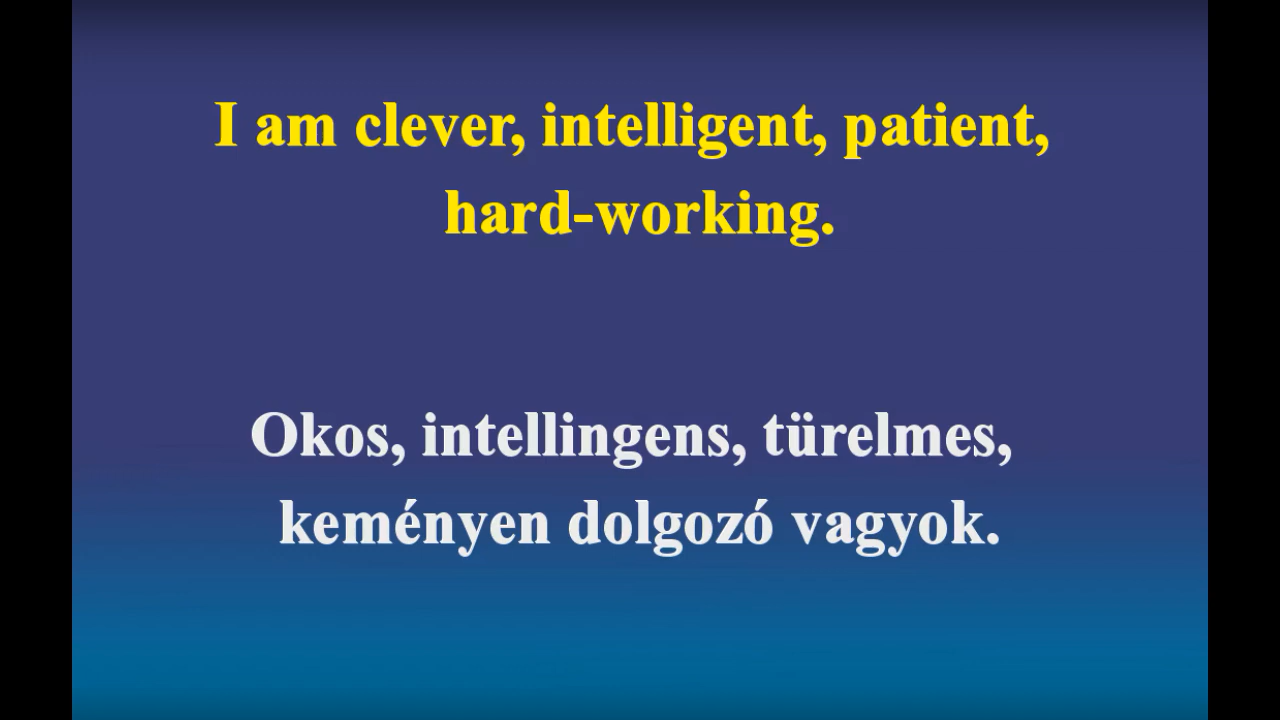 I am clever, intelligent, patient,
hard-working.
Okos, intellingens, türelmes,
keményen dolgozó vagyok.